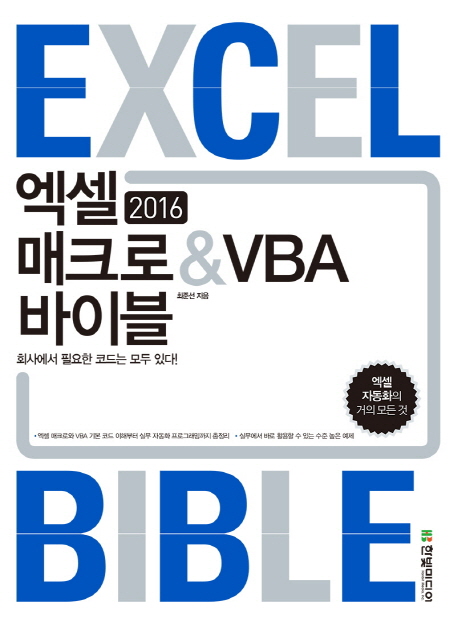 EXCEL
엑셀 2016
매크로&VBA
바이블
최준선 지음
회사에서 필요한 코드는 모두 있다!
엑셀
자동화의
거의 모든 것
• 엑셀 매크로와 VBA 기본 코드 이해부터 실무 자동화 프로그래밍까지 총정리 • 실무에서 바로 활용할 수 있는 수준 높은 예제
BIBLE
HB 한빛미디어